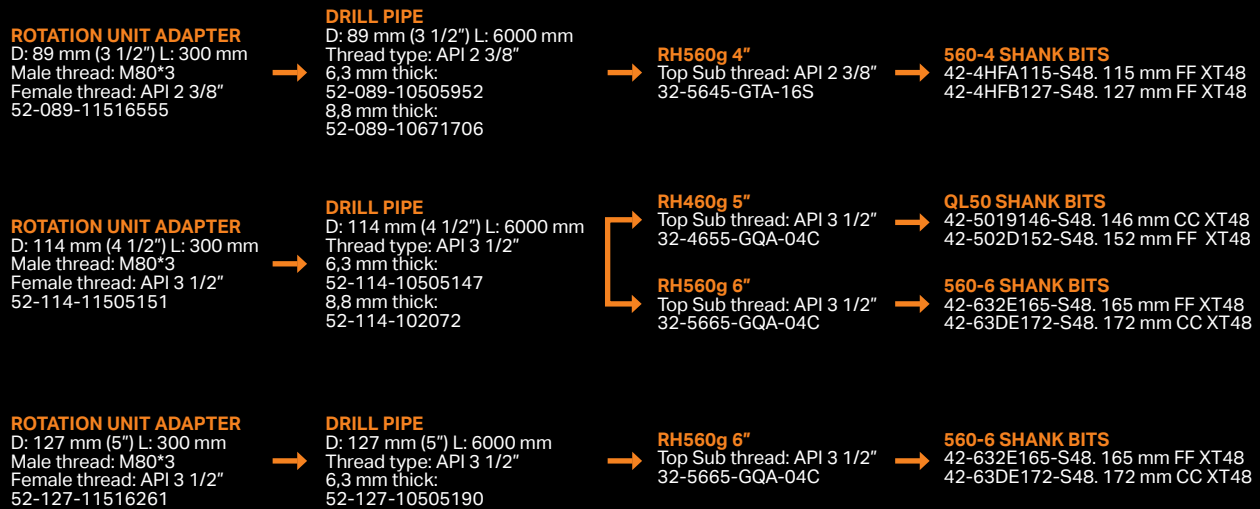 ROTATION UNIT ADAPTER
D: 89 mm (3 1/2") L: 300 mm
Male thread: M80*3
Female thread: API 2 3/8"
52-089-11516555
DRILL PIPE
D: 89 mm (3 1/2") L: 6000 mm
Thread type: API 2 3/8"
6,3 mm thick:
52-089-10505952
8,8 mm thick:
52-089-10671706
RH560g 4"
Top Sub thread: API 2 3/8"
32-5645-GTA-16S
560-4 SHANK BITS
42-4HFA115-S48. 115 mm FF XT48
42-4HFB127-S48. 127 mm FF XT48
ROTATION UNIT ADAPTER
D: 114 mm (4 1/2") L: 300 mm
Male thread: M80*3
Female thread: API 3 1/2"
52-114-11505151
DRILL PIPE
D: 114 mm (4 1/2") L: 6000 mm
Thread type: API 3 1/2"
6,3 mm thick:
52-114-10505147
8,8 mm thick:
52-114-102072
RH460g 5"
Top Sub thread: API 3 1/2"
32-4655-GQA-04C
QL50 SHANK BITS
42-5019146-S48. 146 mm CC XT48
42-502D152-S48. 152 mm FF XT48
RH560g 6"
Top Sub thread: API 3 1/2"
32-5665-GQA-04C
560-6 SHANK BITS
42-632E165-S48. 165 mm FF XT48
42-63DE172-S48. 172 mm CC XT48
ROTATION UNIT ADAPTER
D: 127 mm (5") L: 300 mm
Male thread: M80*3
Female thread: API 3 1/2"
52-127-11516261
DRILL PIPE
D: 127 mm (5") L: 6000 mm
Thread type: API 3 1/2"
6,3 mm thick:
52-127-10505190
RH560g 6"
Top Sub thread: API 3 1/2"
32-5665-GQA-04C
560-6 SHANK BITS
42-632E165-S48. 165 mm FF XT48
42-63DE172-S48. 172 mm CC XT48